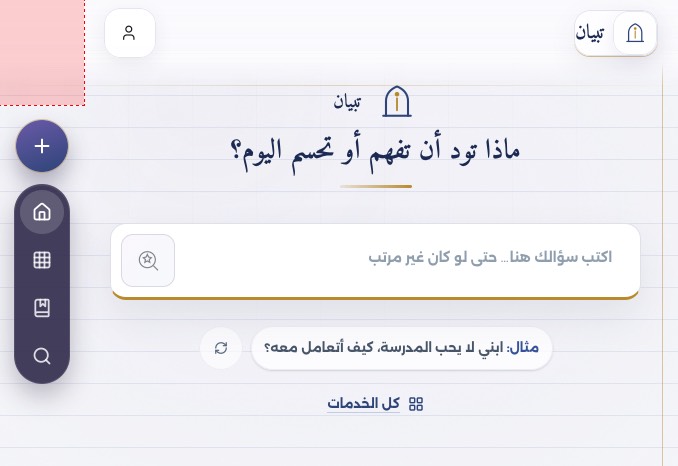 تبيان
تبيان
ماذا تود أن تفهم أو تحسم اليوم؟
اكتب سؤالك هنا... حتى لو كان غير مرتب
مثال: ابني لا يحب المدرسة، كيف أتعامل معه؟
كل الخدمات